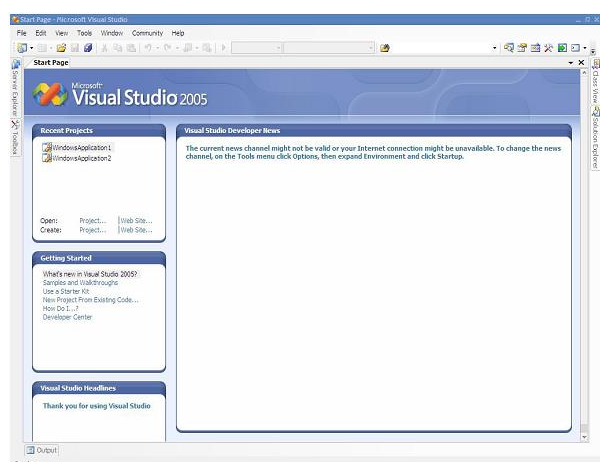 Start Page - Microsoft Visual Studio
File Edit View Tools Window Community Help
Start Page
Server Explorer
Toolbox
Class View
Solution Explorer
Microsoft
Visual Studio 2005
Recent Projects
WindowsApplication1
WindowsApplication2
Open: Project... Web Site...
Create: Project... Web Site...
Getting Started
What's new in Visual Studio 2005?
Samples and Walkthroughs
Use a Starter Kit
New Project From Existing Code...
How Do I...?
Developer Center
Visual Studio Headlines
Thank you for using Visual Studio
Visual Studio Developer News
The current news channel might not be valid or your Internet connection might be unavailable. To change the news
channel, on the Tools menu click Options, then expand Environment and click Startup.
Output